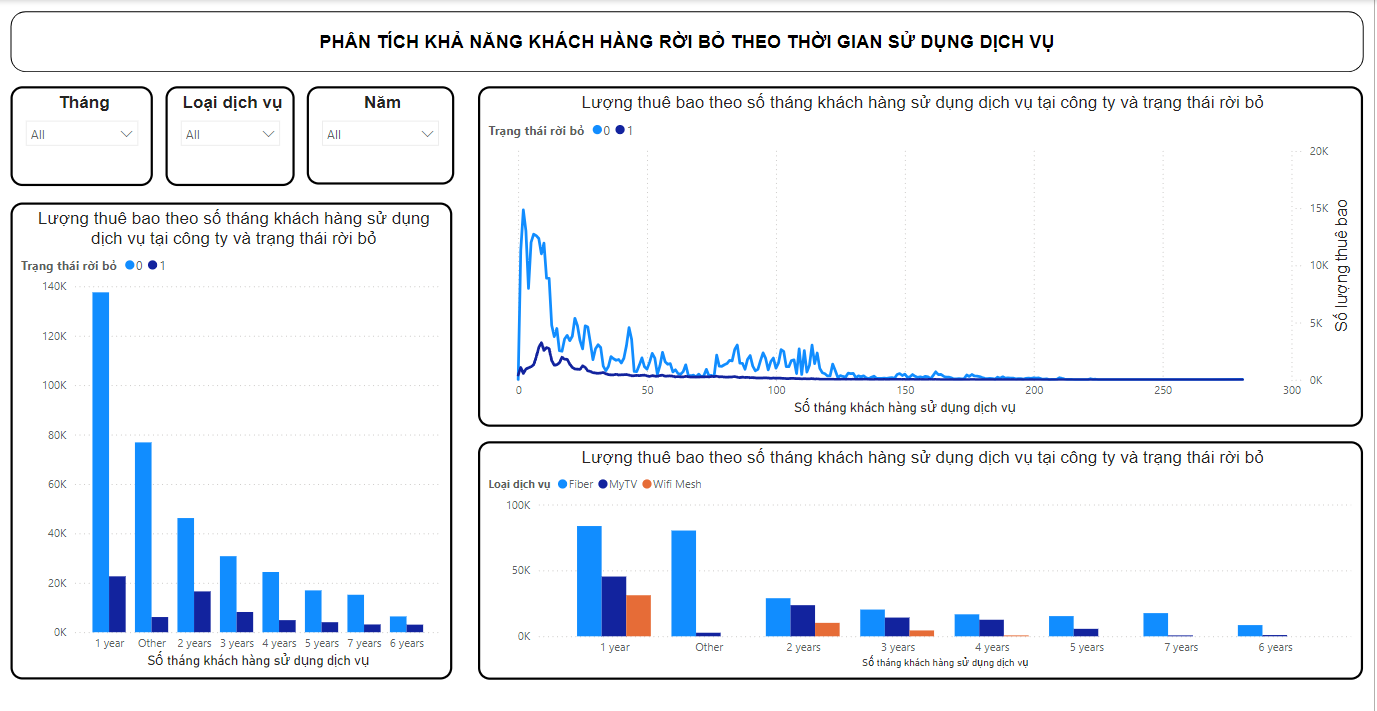 PHÂN TÍCH KHẢ NĂNG KHÁCH HÀNG RỜI BỎ THEO THỜI GIAN SỬ DỤNG DỊCH VỤ
Tháng
All
Loại dịch vụ
All
Năm
All
Lượng thuê bao theo số tháng khách hàng sử dụng
dịch vụ tại công ty và trạng thái rời bỏ
Trạng thái rời bỏ 0 1
140K
120K
100K
80K
60K
40K
20K
0K
1 year Other 2 years 3 years 4 years 5 years 7 years 6 years
Số tháng khách hàng sử dụng dịch vụ
Lượng thuê bao theo số tháng khách hàng sử dụng dịch vụ tại công ty và trạng thái rời bỏ
Trạng thái rời bỏ 0 1
20K
15K
10K
5K
0K
Số lượng thuê bao
0 50 100 150 200 250 300
Số tháng khách hàng sử dụng dịch vụ
Lượng thuê bao theo số tháng khách hàng sử dụng dịch vụ tại công ty và trạng thái rời bỏ
Loại dịch vụ Fiber MyTV Wifi Mesh
100K
50K
0K
1 year Other 2 years 3 years 4 years 5 years 7 years 6 years
Số tháng khách hàng sử dụng dịch vụ